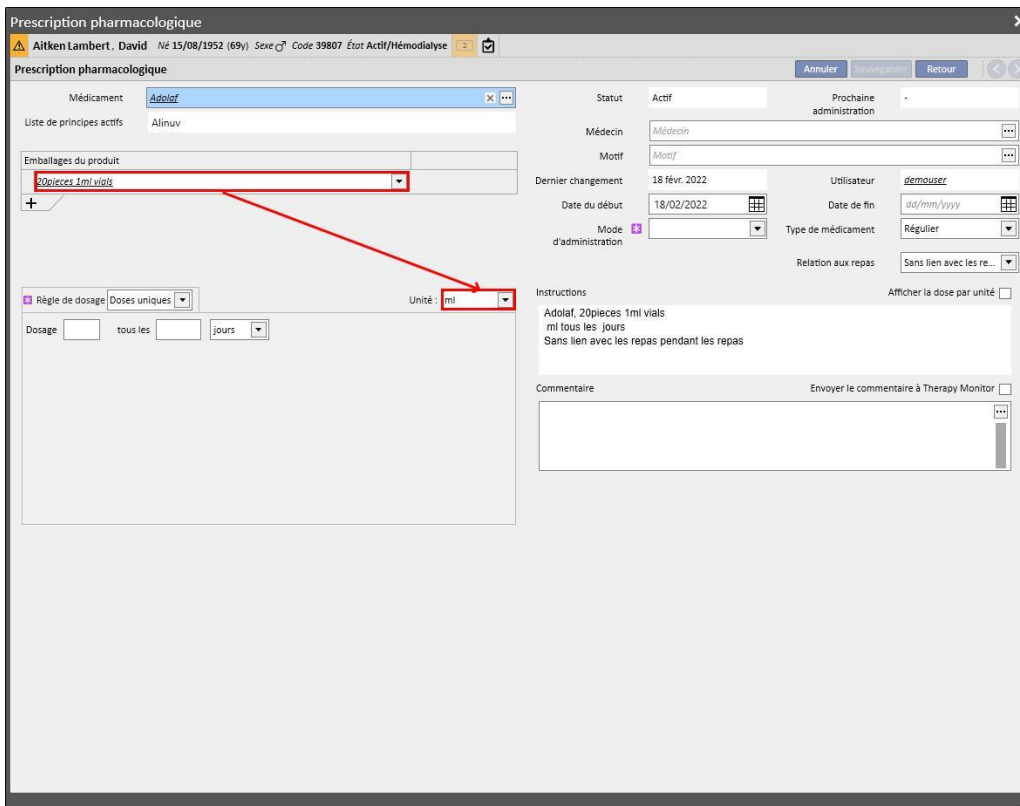 Prescription pharmacologique
Aitken Lambert, David Né 15/08/1952 (69y) Sexe Code 39807 État Actif/Hémodialyse 2
Prescription pharmacologique
Annuler Sauvegarder Retour
Médicament Adolaf
Liste de principes actifs Alinuv
Emballages du produit
20pieces 1ml vials
Règle de dosage Doses uniques Unité : ml
Dosage tous les jours
Statut Actif Prochaine administration -
Médecin Médecin
Motif Motif
Dernier changement 18 févr. 2022 Utilisateur demouser
Date du début 18/02/2022 Date de fin dd/mm/yyyy
Mode d'administration Type de médicament Régulier
Relation aux repas Sans lien avec les re...
Instructions Afficher la dose par unité
Adolaf, 20pieces 1ml vials
ml tous les jours
Sans lien avec les repas pendant les repas
Commentaire Envoyer le commentaire à Therapy Monitor